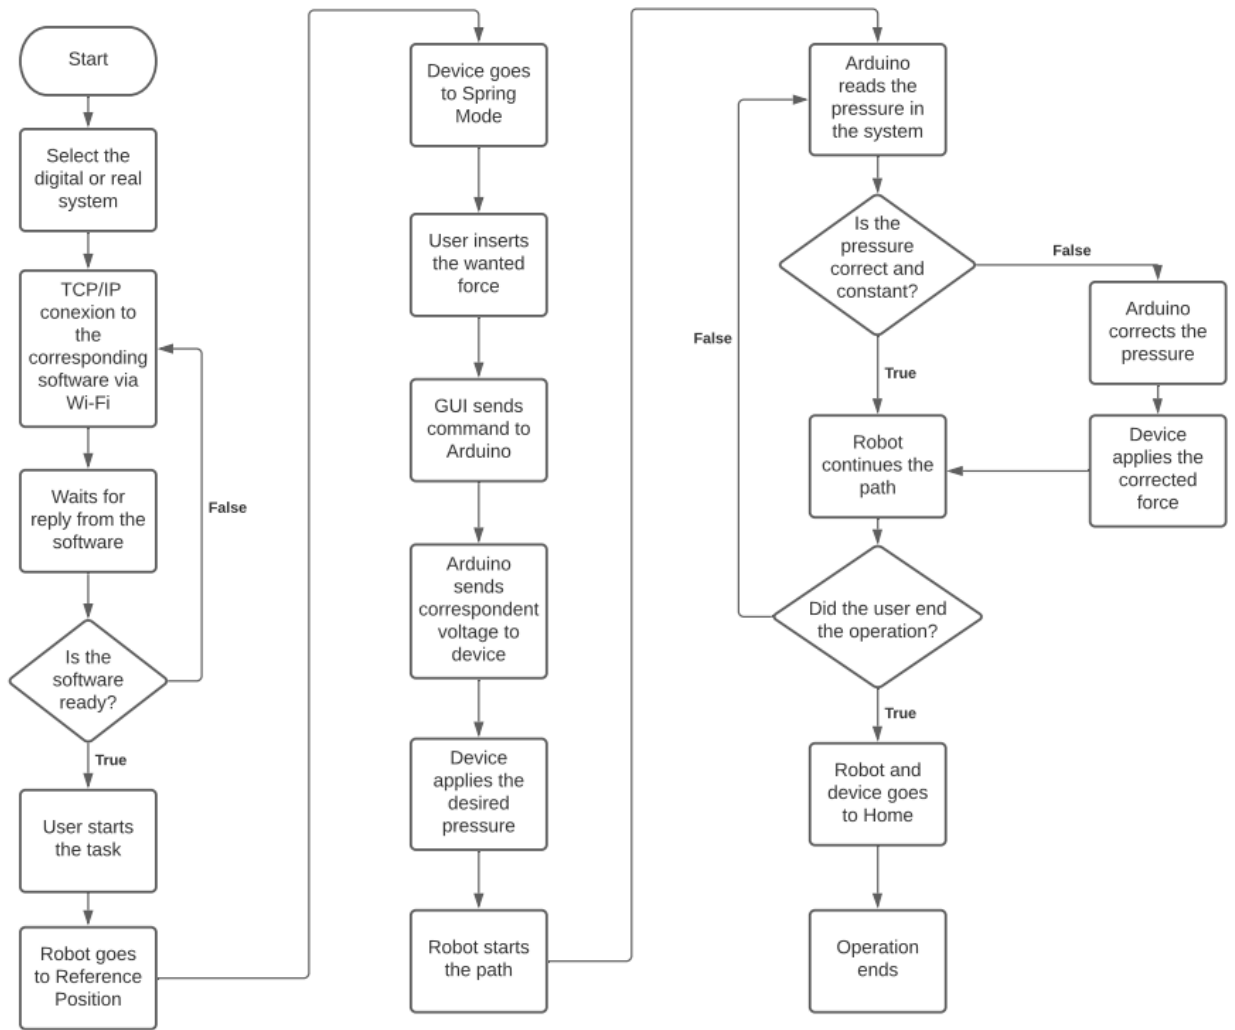 Start
Select the
digital or real
system
TCP/IP
conexion to
the
corresponding
software via
Wi-Fi
Waits for
reply from the
software
False
Is the
software
ready?
True
User starts
the task
Robot goes
to Reference
Position
Device goes
to Spring
Mode
User inserts
the wanted
force
GUI sends
command to
Arduino
Arduino
sends
correspondent
voltage to
device
Device
applies the
desired
pressure
Robot starts
the path
Arduino
reads the
pressure in
the system
Is the
pressure
correct and
constant?
False
Arduino
corrects the
pressure
Device
applies the
corrected
force
True
Robot
continues the
path
False
Did the user end
the operation?
True
Robot and
device goes
to Home
Operation
ends